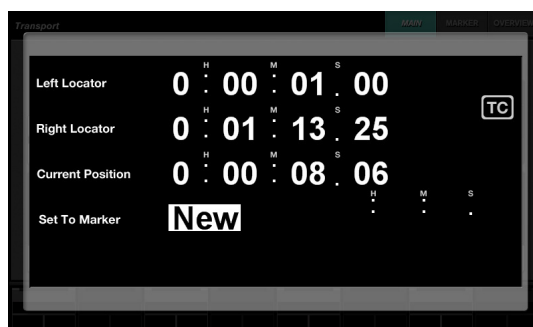 Transport
MAIN MARKER OVERVIEW
H M S
Left Locator 0 : 00 : 01 . 00
TC
H M S
Right Locator 0 : 01 : 13 . 25
H M S
Current Position 0 : 00 : 08 . 06
H M S
Set To Marker New : : .